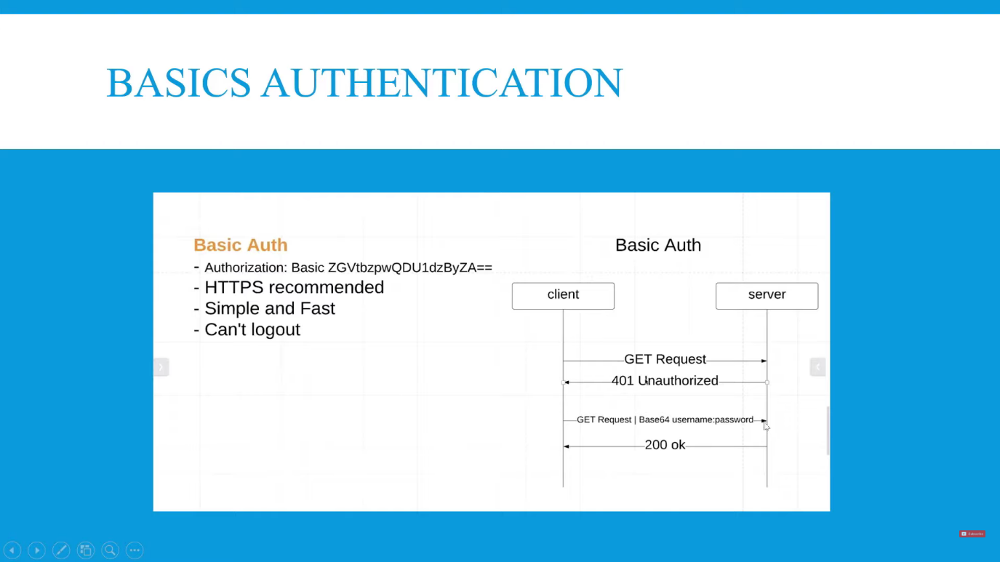 BASICS AUTHENTICATION
Basic Auth
- Authorization: Basic ZGVtbzpwQDU1dzByZA==
- HTTPS recommended
- Simple and Fast
- Can't logout
Basic Auth
client
server
GET Request
401 Unauthorized
GET Request | Base64 username:password
200 ok
Subscribe